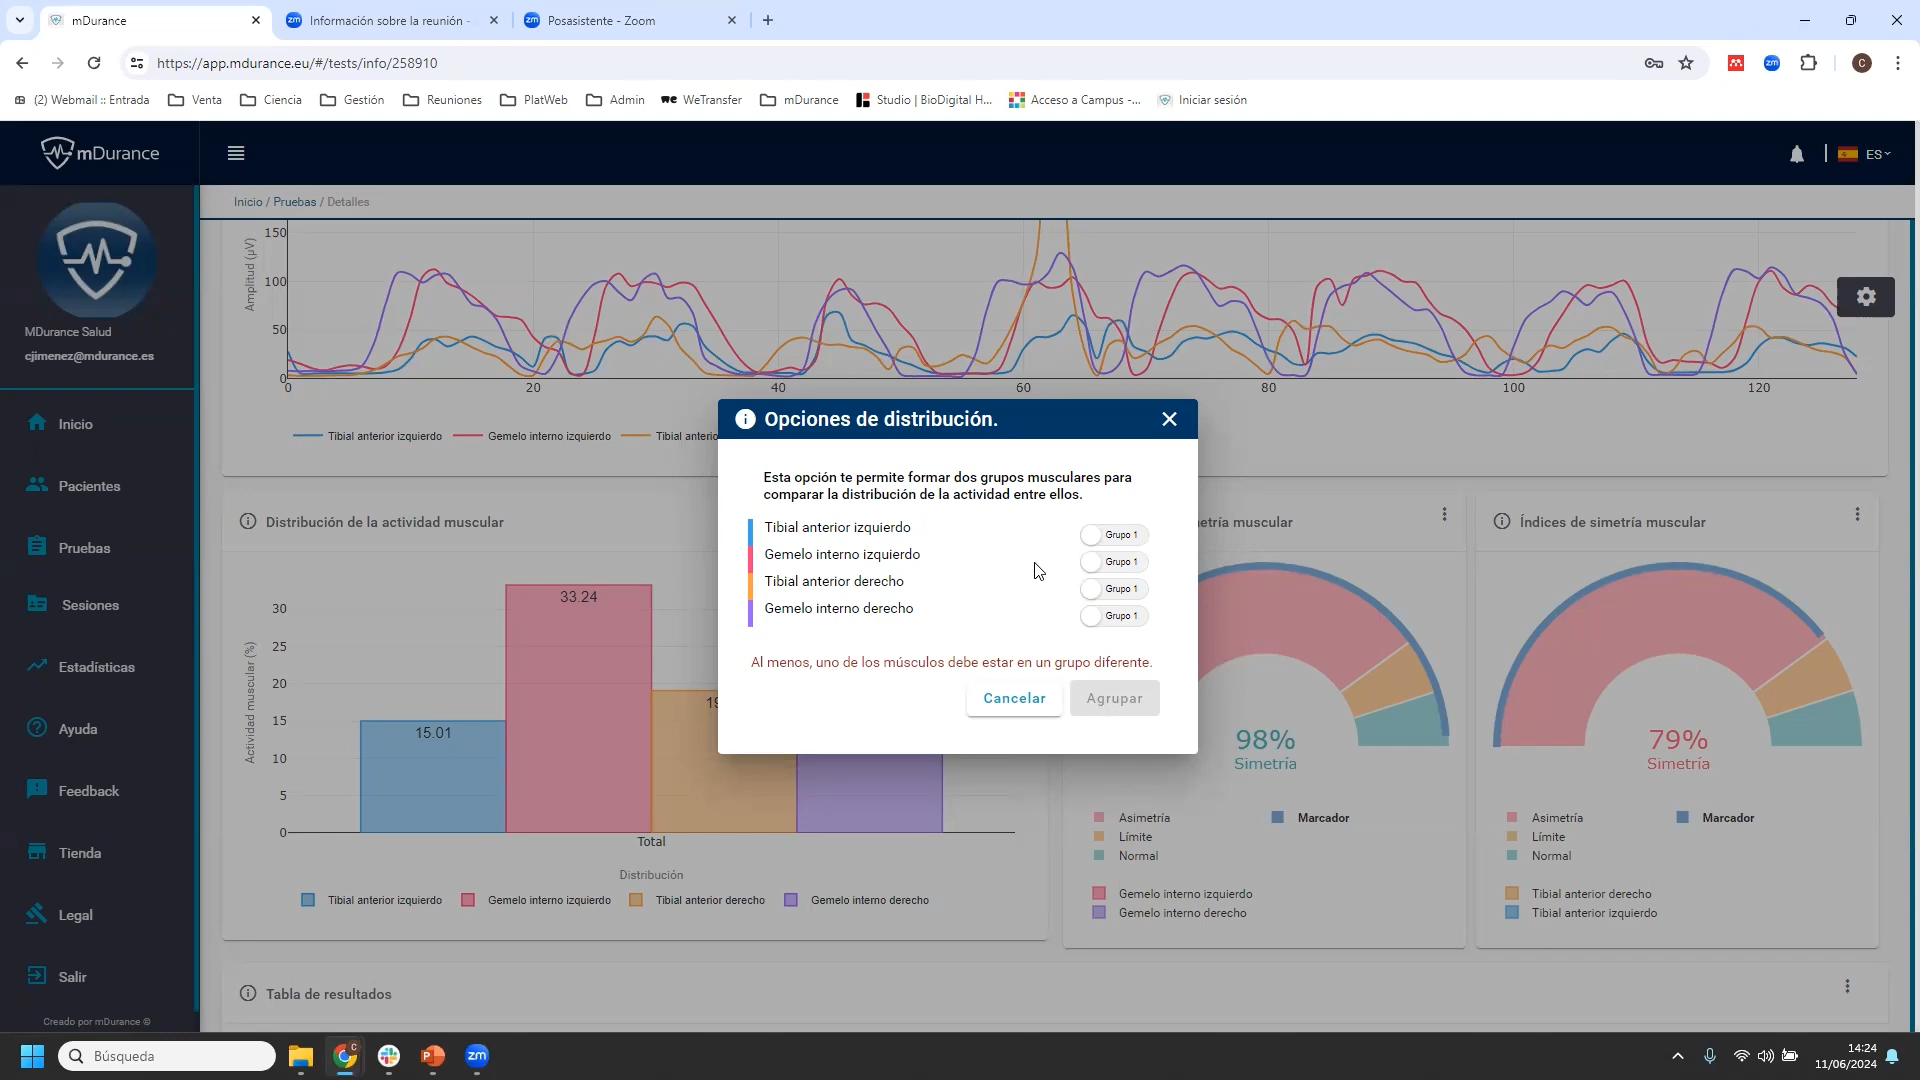 mDurance
Información sobre la reunión -
Posasistente - Zoom
https://app.mdurance.eu/#/tests/info/258910
C
(2) Webmail :: Entrada
Venta
Ciencia
Gestión
Reuniones
PlatWeb
Admin
WeTransfer
mDurance
Studio | BioDigital H...
Acceso a Campus -...
Iniciar sesión
mDurance
ES
MDurance Salud
cjimenez@mdurance.es
Inicio
Pacientes
Pruebas
Sesiones
Estadísticas
Ayuda
Feedback
Tienda
Legal
Salir
Creado por mDurance ©
Inicio / Pruebas / Detalles
Amplitud (µV)
150
100
50
0
0 20 40 60 80 100 120
Tibial anterior izquierdo Gemelo interno izquierdo Tibial anterio
Opciones de distribución.
Esta opción te permite formar dos grupos musculares para
comparar la distribución de la actividad entre ellos.
Tibial anterior izquierdo Grupo 1
Gemelo interno izquierdo Grupo 1
Tibial anterior derecho Grupo 1
Gemelo interno derecho Grupo 1
Al menos, uno de los músculos debe estar en un grupo diferente.
Cancelar Agrupar
Distribución de la actividad muscular
Actividad muscular (%)
30
25
20
15
10
5
0
15.01
33.24
Total
Distribución
Tibial anterior izquierdo Gemelo interno izquierdo Tibial anterior derecho Gemelo interno derecho
etría muscular
98%
Simetría
Asimetría Marcador
Límite
Normal
Gemelo interno izquierdo
Gemelo interno derecho
Índices de simetría muscular
79%
Simetría
Asimetría Marcador
Límite
Normal
Tibial anterior derecho
Tibial anterior izquierdo
Tabla de resultados
Búsqueda
14:24
11/06/2024